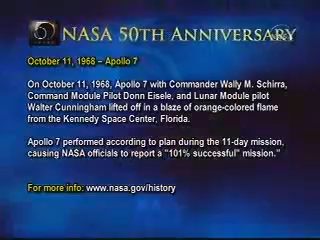 NASA 50TH ANNIVERSARY
October 11, 1968 – Apollo 7
On October 11, 1968, Apollo 7 with Commander Wally M. Schirra,
Command Module Pilot Donn Eisele, and Lunar Module pilot
Walter Cunningham lifted off in a blaze of orange-colored flame
from the Kennedy Space Center, Florida.
Apollo 7 performed according to plan during the 11-day mission,
causing NASA officials to report a "101% successful" mission."
For more info: www.nasa.gov/history